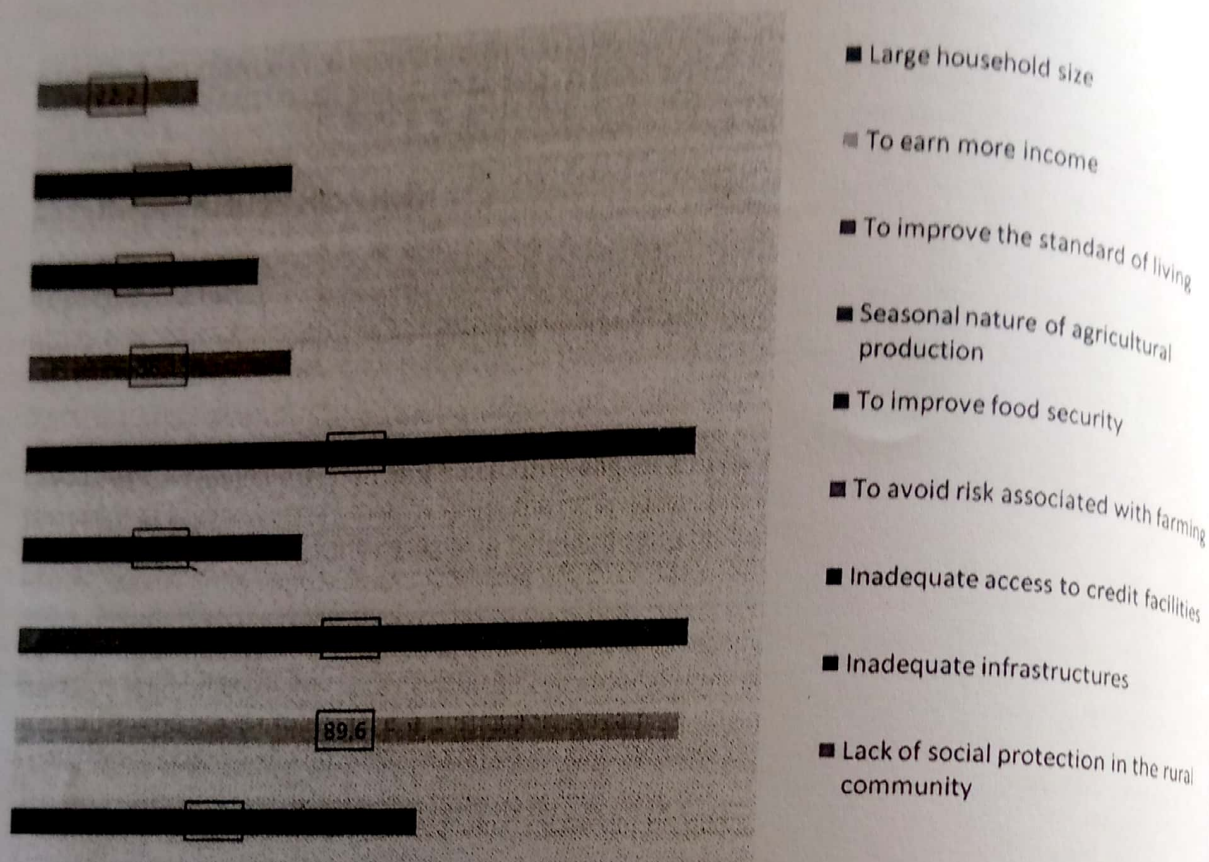 Large household size
To earn more income
To improve the standard of living
Seasonal nature of agricultural
production
To improve food security
To avoid risk associated with farming
Inadequate access to credit facilities
Inadequate infrastructures
89.6
Lack of social protection in the rural
community